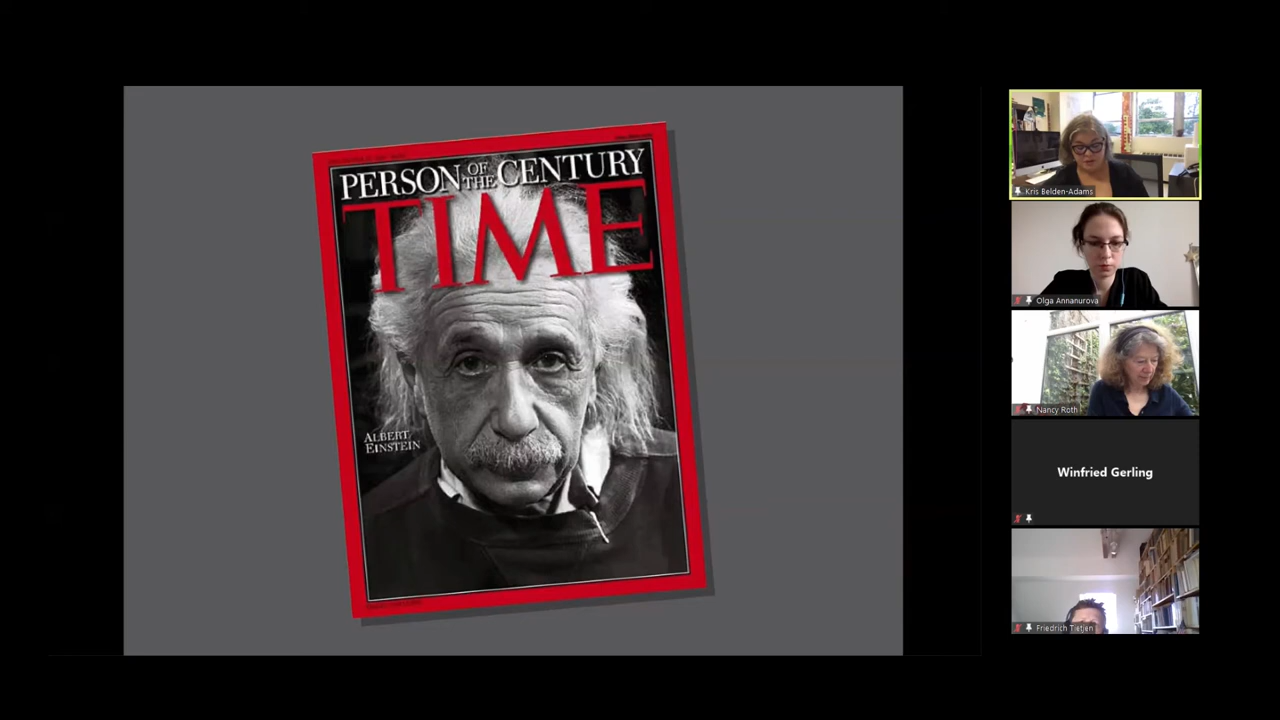 PERSON OF THE CENTURY
TIME
ALBERT
EINSTEIN
Kris Belden-Adams
Olga Annanurova
Nancy Roth
Winfried Gerling
Friedrich Tietjen